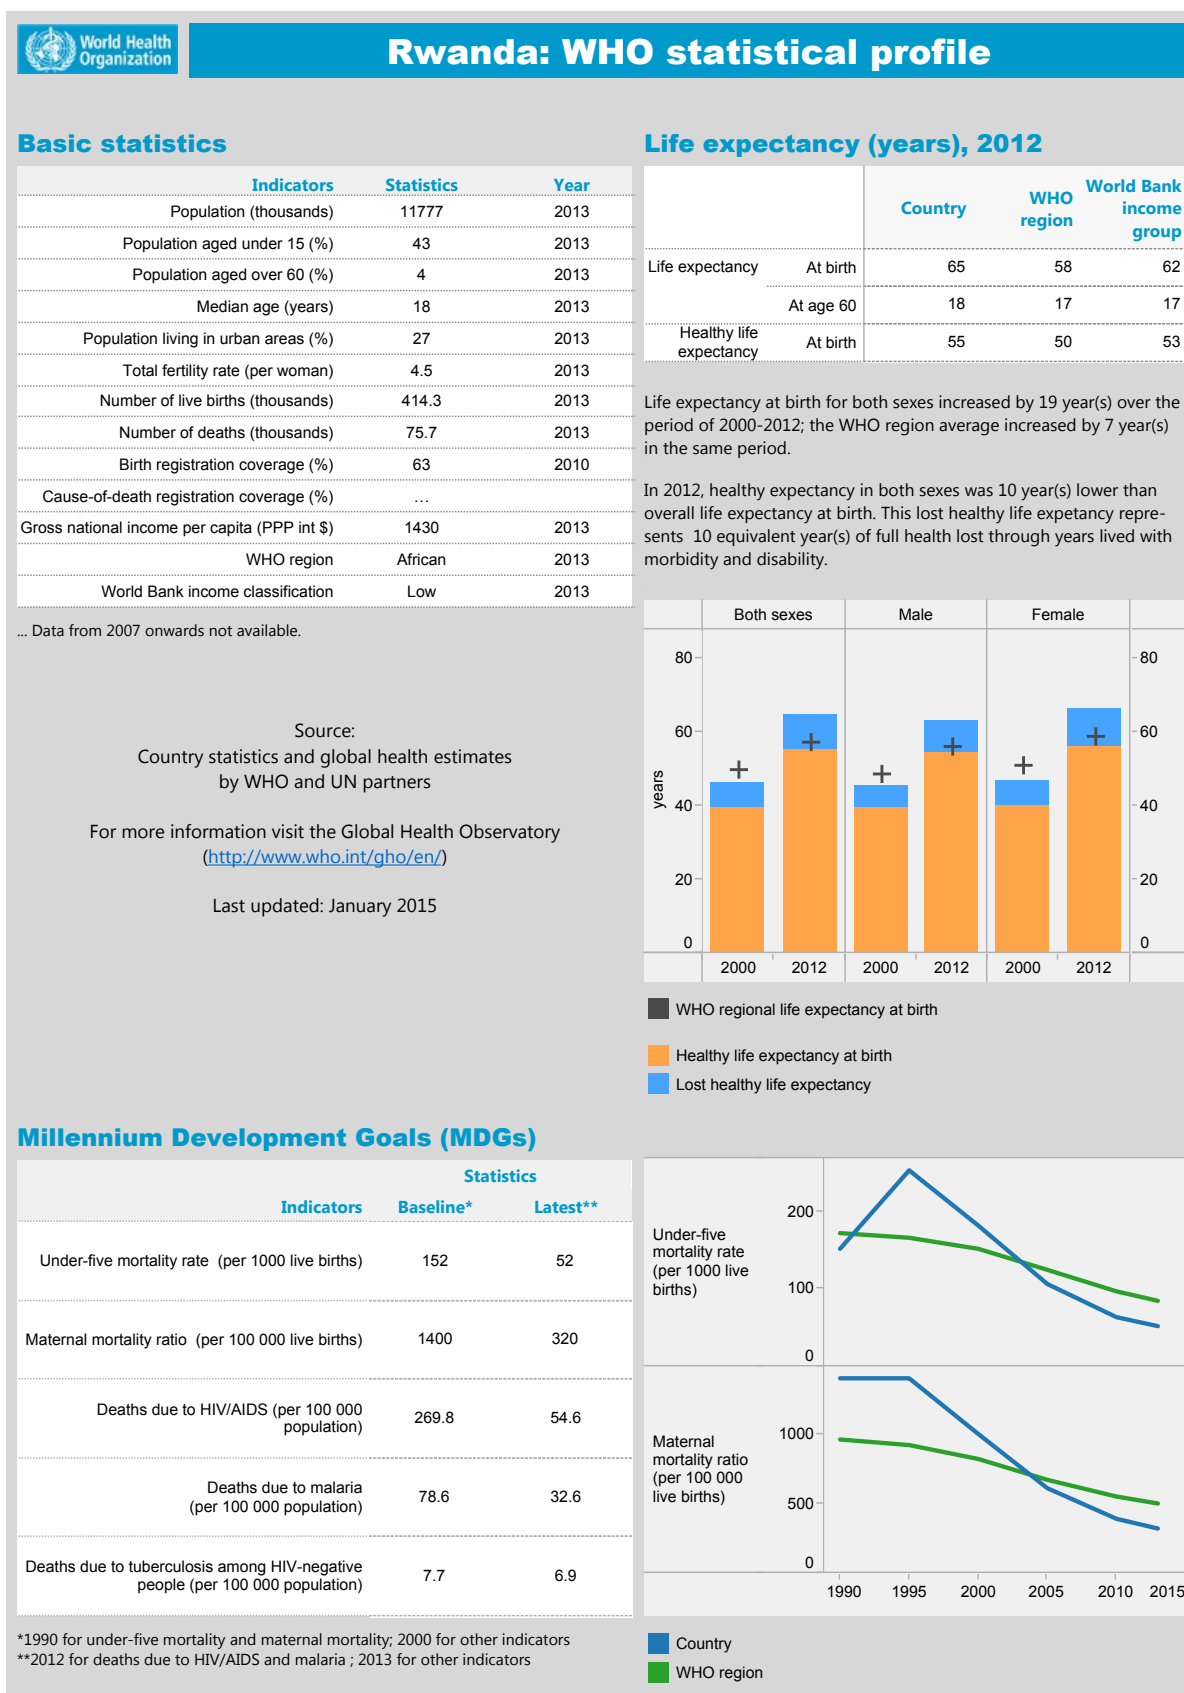 World Health
Organization
Rwanda: WHO statistical profile
Basic statistics
Indicators Statistics Year
Population (thousands) 11777 2013
Population aged under 15 (%) 43 2013
Population aged over 60 (%) 4 2013
Median age (years) 18 2013
Population living in urban areas (%) 27 2013
Total fertility rate (per woman) 4.5 2013
Number of live births (thousands) 414.3 2013
Number of deaths (thousands) 75.7 2013
Birth registration coverage (%) 63 2010
Cause-of-death registration coverage (%) ...
Gross national income per capita (PPP int $) 1430 2013
WHO region African 2013
World Bank income classification Low 2013
... Data from 2007 onwards not available.
Source:
Country statistics and global health estimates
by WHO and UN partners
For more information visit the Global Health Observatory
(http://www.who.int/gho/en/)
Last updated: January 2015
Life expectancy (years), 2012
Country
WHO
region
World Bank
income
group
Life expectancy At birth 65 58 62
At age 60 18 17 17
Healthy life
expectancy
At birth 55 50 53
Life expectancy at birth for both sexes increased by 19 year(s) over the
period of 2000-2012; the WHO region average increased by 7 year(s)
in the same period.
In 2012, healthy expectancy in both sexes was 10 year(s) lower than
overall life expectancy at birth. This lost healthy life expetancy repre-
sents 10 equivalent year(s) of full health lost through years lived with
morbidity and disability.
Both sexes Male Female
80 80
60 60
years
40 40
20 20
0 0
2000 2012 2000 2012 2000 2012
WHO regional life expectancy at birth
Healthy life expectancy at birth
Lost healthy life expectancy
Millennium Development Goals (MDGs)
Statistics
Indicators Baseline* Latest**
Under-five mortality rate (per 1000 live births) 152 52
Maternal mortality ratio (per 100 000 live births) 1400 320
Deaths due to HIV/AIDS (per 100 000
population)
269.8 54.6
Deaths due to malaria
(per 100 000 population)
78.6 32.6
Deaths due to tuberculosis among HIV-negative
people (per 100 000 population)
7.7 6.9
*1990 for under-five mortality and maternal mortality; 2000 for other indicators
**2012 for deaths due to HIV/AIDS and malaria ; 2013 for other indicators
Under-five
mortality rate
(per 1000 live
births)
200
100
0
Maternal
mortality ratio
(per 100 000
live births)
1000
500
0
1990 1995 2000 2005 2010 2015
Country
WHO region